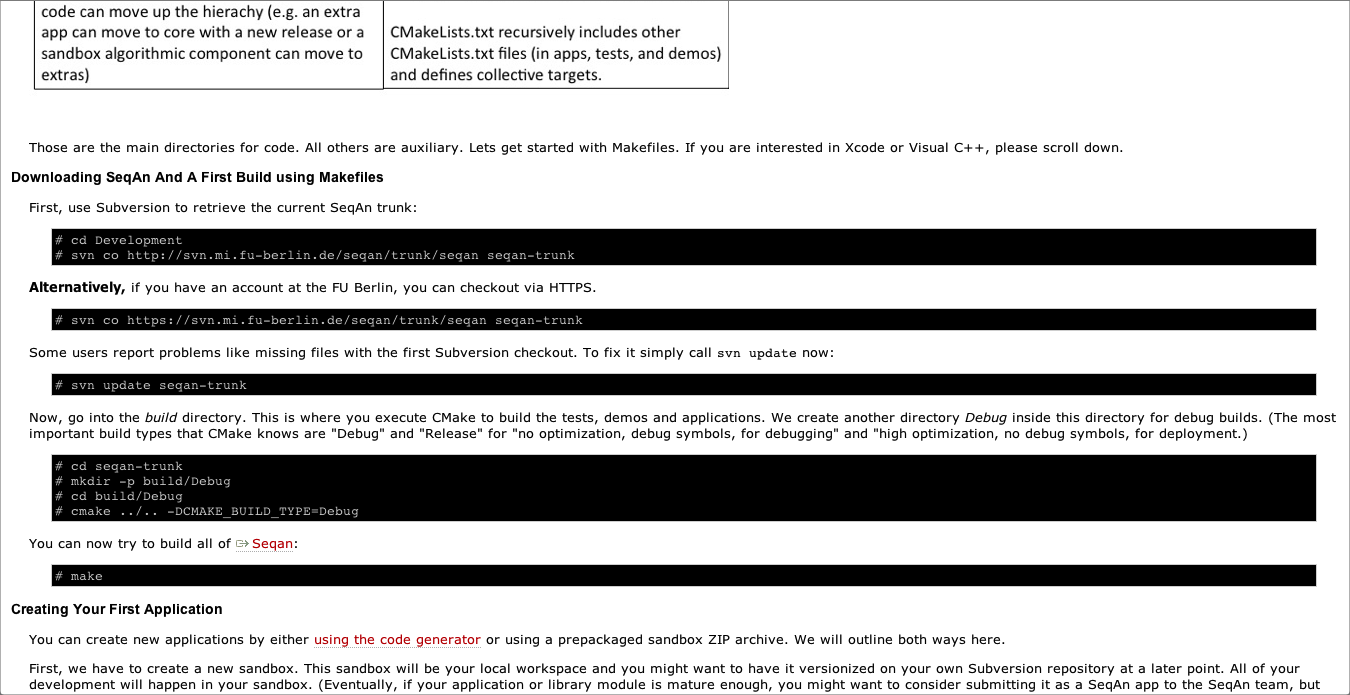 code can move up the hierachy (e.g. an extra
app can move to core with a new release or a
sandbox algorithmic component can move to
extras)
CMakeLists.txt recursively includes other
CMakeLists.txt files (in apps, tests, and demos)
and defines collective targets.
Those are the main directories for code. All others are auxiliary. Lets get started with Makefiles. If you are interested in Xcode or Visual C++, please scroll down.
Downloading SeqAn And A First Build using Makefiles
First, use Subversion to retrieve the current SeqAn trunk:
# cd Development
# svn co http://svn.mi.fu-berlin.de/seqan/trunk/seqan seqan-trunk
Alternatively, if you have an account at the FU Berlin, you can checkout via HTTPS.
# svn co https://svn.mi.fu-berlin.de/seqan/trunk/seqan seqan-trunk
Some users report problems like missing files with the first Subversion checkout. To fix it simply call svn update now:
# svn update seqan-trunk
Now, go into the build directory. This is where you execute CMake to build the tests, demos and applications. We create another directory Debug inside this directory for debug builds. (The most
important build types that CMake knows are "Debug" and "Release" for "no optimization, debug symbols, for debugging" and "high optimization, no debug symbols, for deployment.)
# cd seqan-trunk
# mkdir -p build/Debug
# cd build/Debug
# cmake ../.. -DCMAKE_BUILD_TYPE=Debug
You can now try to build all of Seqan:
# make
Creating Your First Application
You can create new applications by either using the code generator or using a prepackaged sandbox ZIP archive. We will outline both ways here.
First, we have to create a new sandbox. This sandbox will be your local workspace and you might want to have it versionized on your own Subversion repository at a later point. All of your
development will happen in your sandbox. (Eventually, if your application or library module is mature enough, you might want to consider submitting it as a SeqAn app to the SeqAn team, but